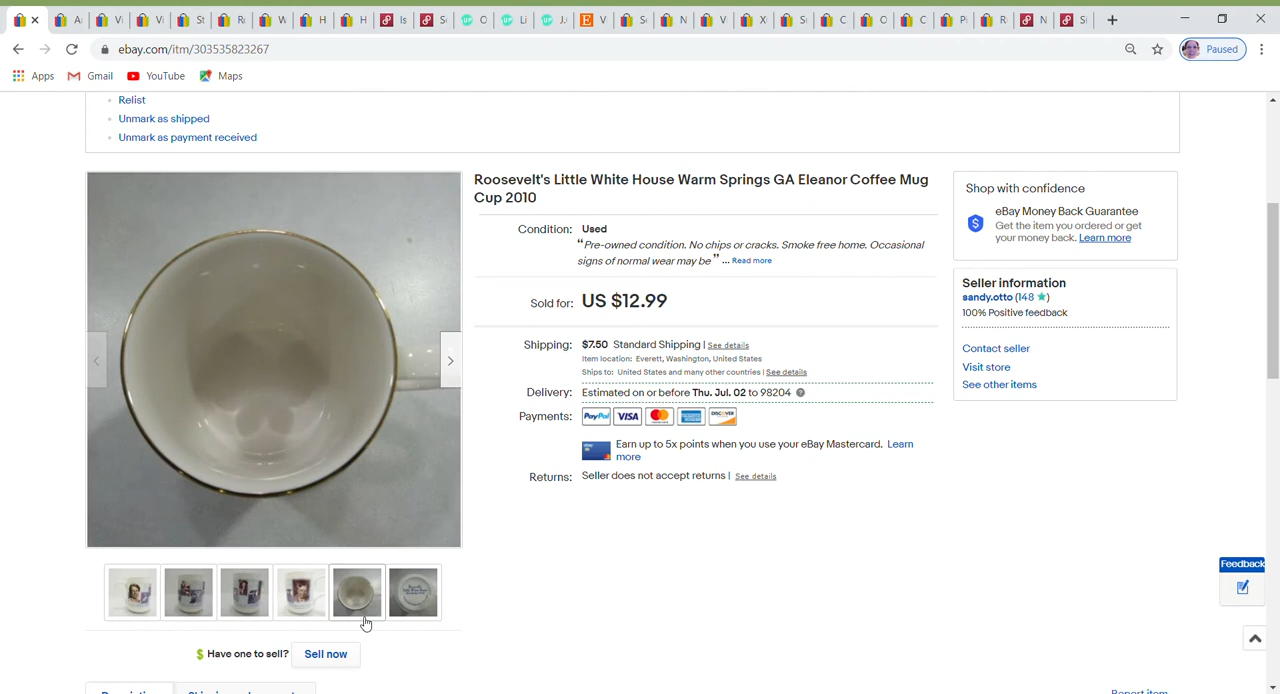 ebay.com/itm/303535823267
Paused
Apps
Gmail
YouTube
Maps
Relist
Unmark as shipped
Unmark as payment received
Roosevelt's Little White House Warm Springs GA Eleanor Coffee Mug
Cup 2010
Condition: Used
"Pre-owned condition. No chips or cracks. Smoke free home. Occasional
signs of normal wear may be" ... Read more
Sold for: US $12.99
Shipping: $7.50 Standard Shipping | See details
Item location: Everett, Washington, United States
Ships to: United States and many other countries | See details
Delivery: Estimated on or before Thu. Jul. 02 to 98204
Payments: PayPal VISA
DISCOVER
Earn up to 5x points when you use your eBay Mastercard. Learn
more
Returns: Seller does not accept returns | See details
Shop with confidence
eBay Money Back Guarantee
Get the item you ordered or get
your money back. Learn more
Seller information
sandy.otto (148)
100% Positive feedback
Contact seller
Visit store
See other items
Feedback
Have one to sell? Sell now
Report item